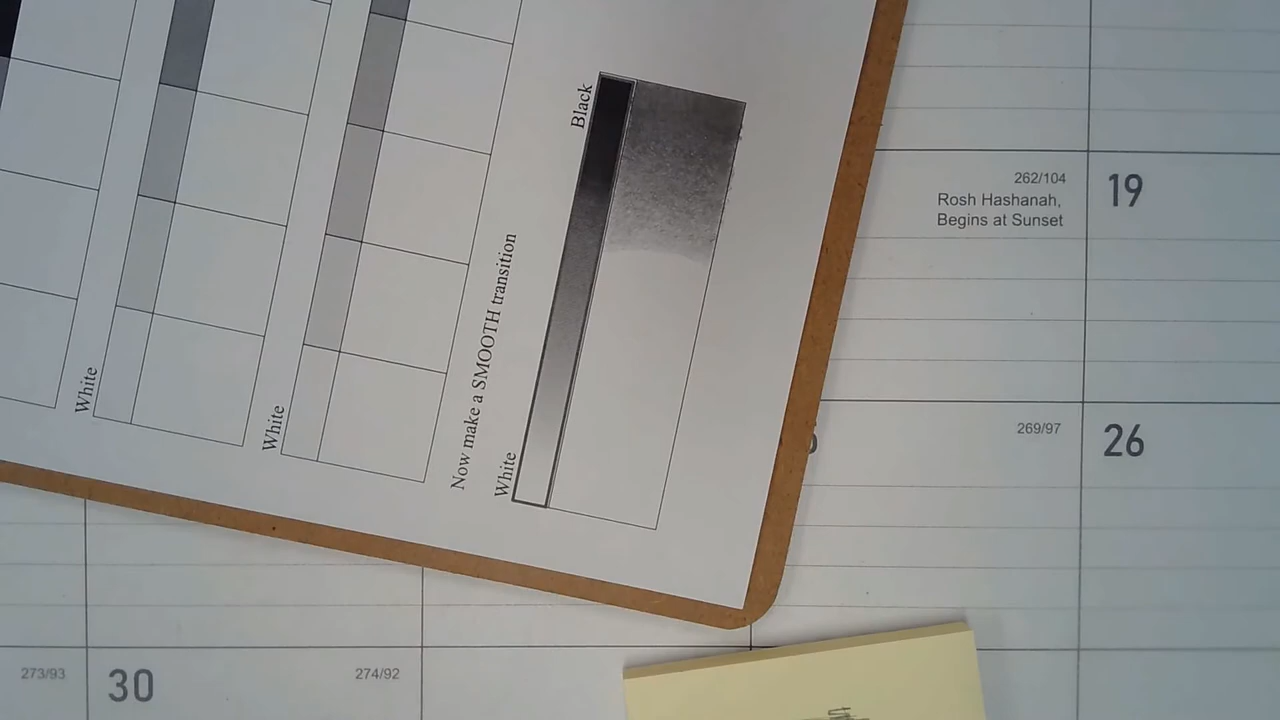 Black
Now make a SMOOTH transition
White
White
White
262/104
Rosh Hashanah,
Begins at Sunset
19
269/97
26
273/93
30
274/92